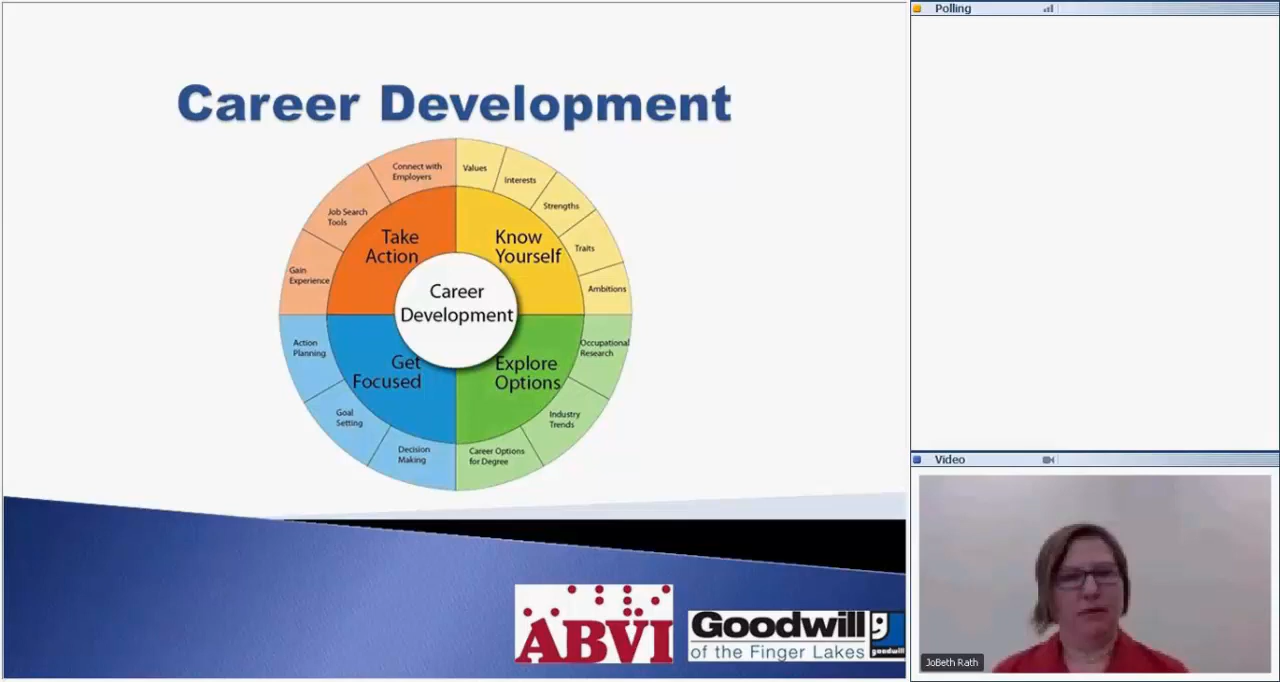 Career Development
Connect with
Employers
Values
Interests
Strengths
Traits
Ambitions
Job Search
Tools
Gain
Experience
Take
Action
Know
Yourself
Career
Development
Get
Focused
Explore
Options
Action
Planning
Goal
Setting
Decision
Making
Occupational
Research
Industry
Trends
Career Options
for Degree
ABVI
Goodwill
of the Finger Lakes
g
goodwill
Polling
Video
JoBeth Rath